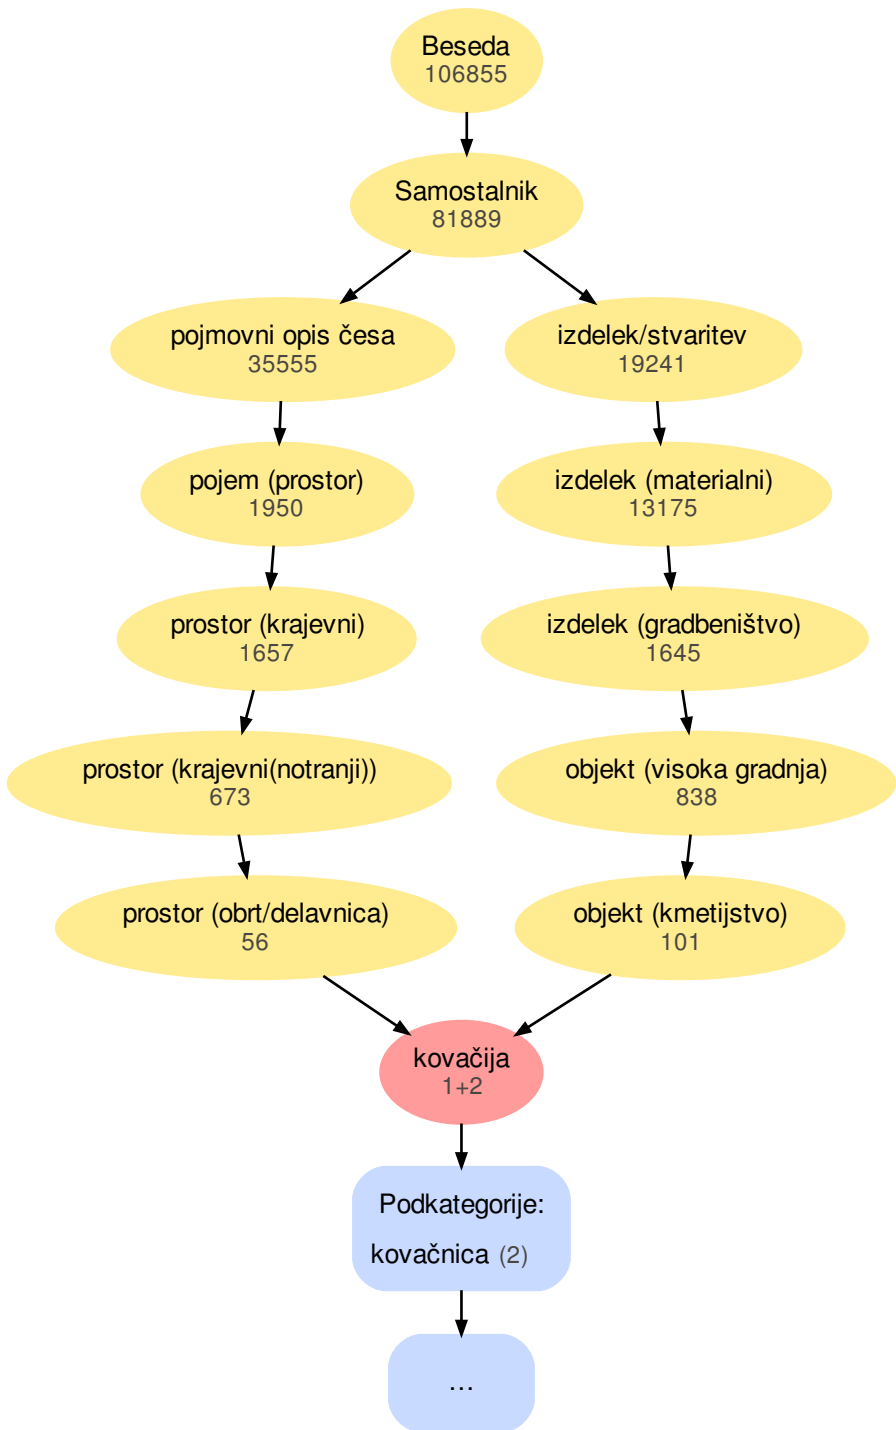 Beseda
106855
Samostalnik
81889
pojmovni opis česa
35555
izdelek/stvaritev
19241
pojem (prostor)
1950
izdelek (materialni)
13175
prostor (krajevni)
1657
izdelek (gradbeništvo)
1645
prostor (krajevni(notranji))
673
objekt (visoka gradnja)
838
prostor (obrt/delavnica)
56
objekt (kmetijstvo)
101
kovačija
1+2
Podkategorije:
kovačnica (2)
...